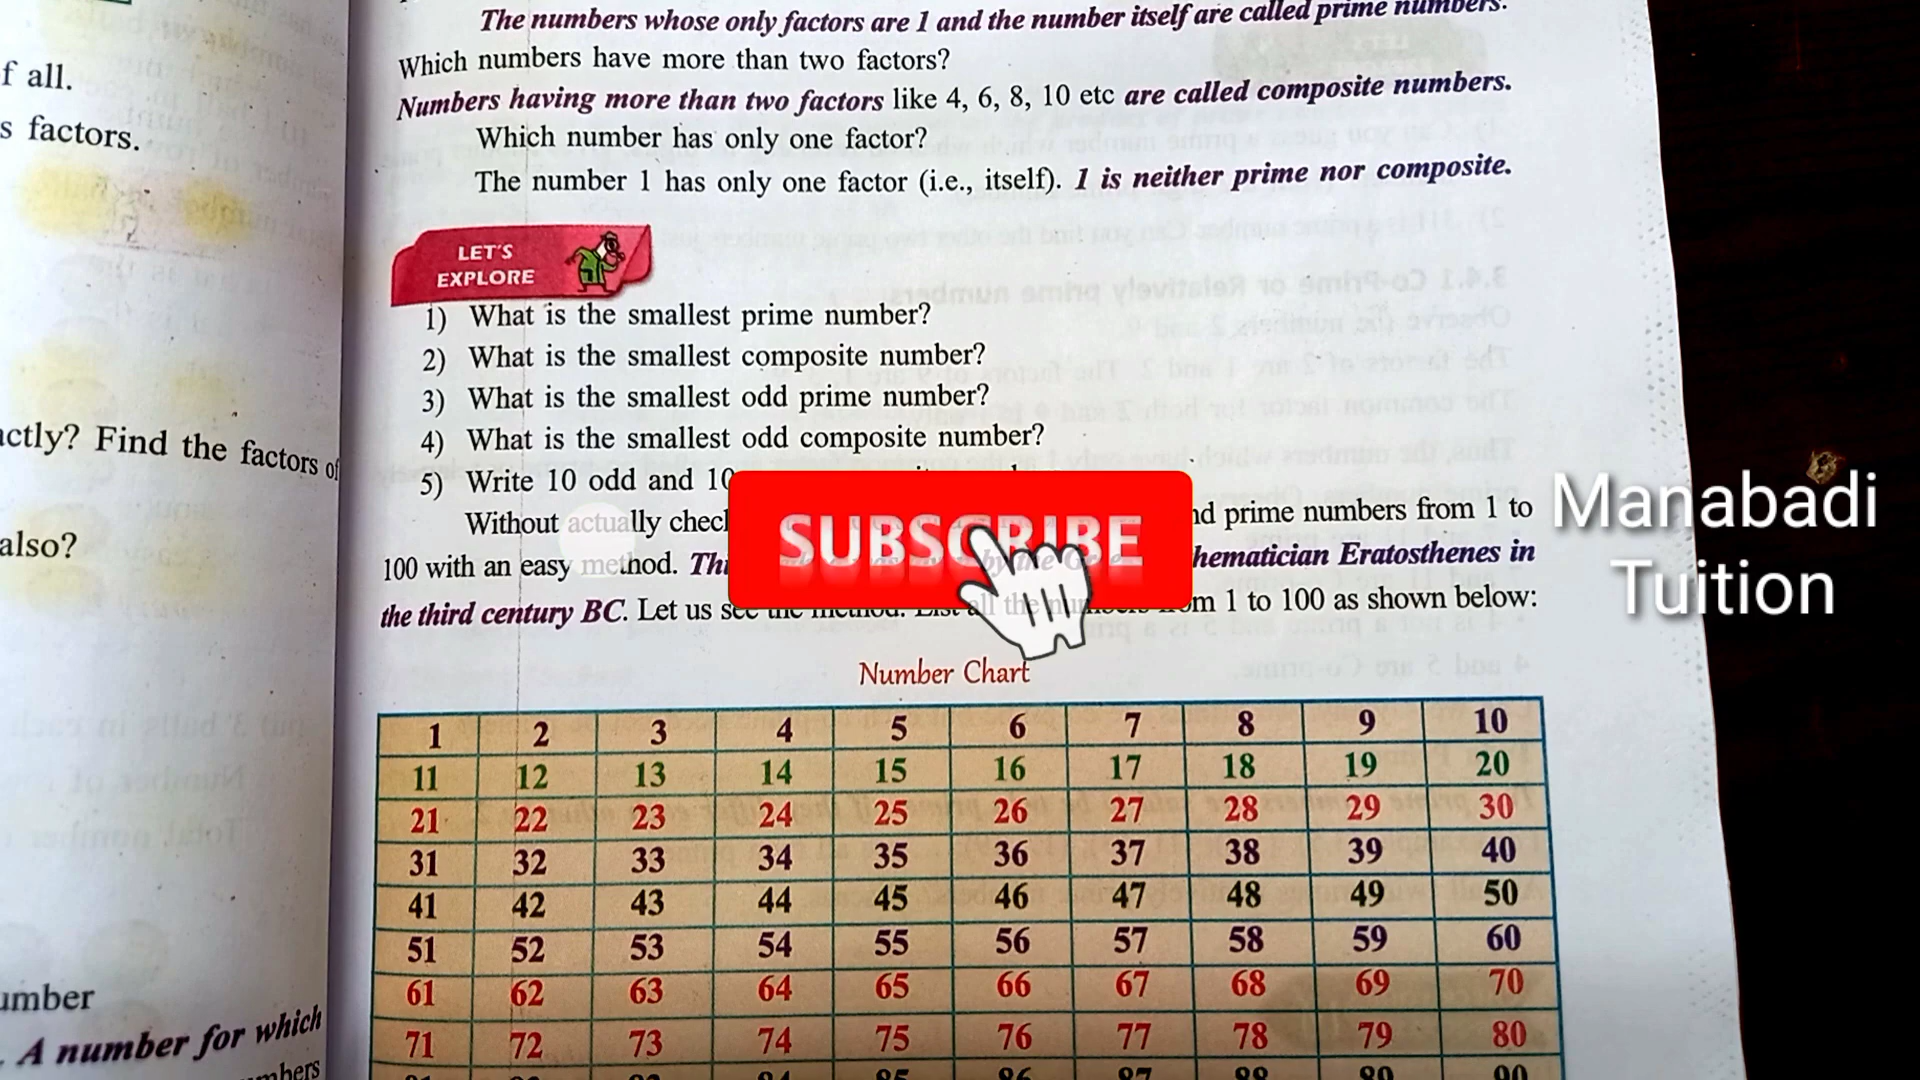 f all.
s factors.
actly? Find the factors of
also?
umber
. A number for which
The numbers whose only factors are 1 and the number itself are called prime numbers.
Which numbers have more than two factors?
Numbers having more than two factors like 4, 6, 8, 10 etc are called composite numbers.
Which number has only one factor?
The number 1 has only one factor (i.e., itself). 1 is neither prime nor composite.
LET'S
EXPLORE
1) What is the smallest prime number?
2) What is the smallest composite number?
3) What is the smallest odd prime number?
4) What is the smallest odd composite number?
5) Write 10 odd and 10
Without actually prime numbers from 1 to
100 with an easy method. hematician Eratosthenes in
the third century BC. Let us see the method. List all the numbers from 1 to 100 as shown below:
SUBSCRIBE
Manabadi
Tuition
Number Chart
1 2 3 4 5 6 7 8 9 10
11 12 13 14 15 16 17 18 19 20
21 22 23 24 25 26 27 28 29 30
31 32 33 34 35 36 37 38 39 40
41 42 43 44 45 46 47 48 49 50
51 52 53 54 55 56 57 58 59 60
61 62 63 64 65 66 67 68 69 70
71 72 73 74 75 76 77 78 79 80